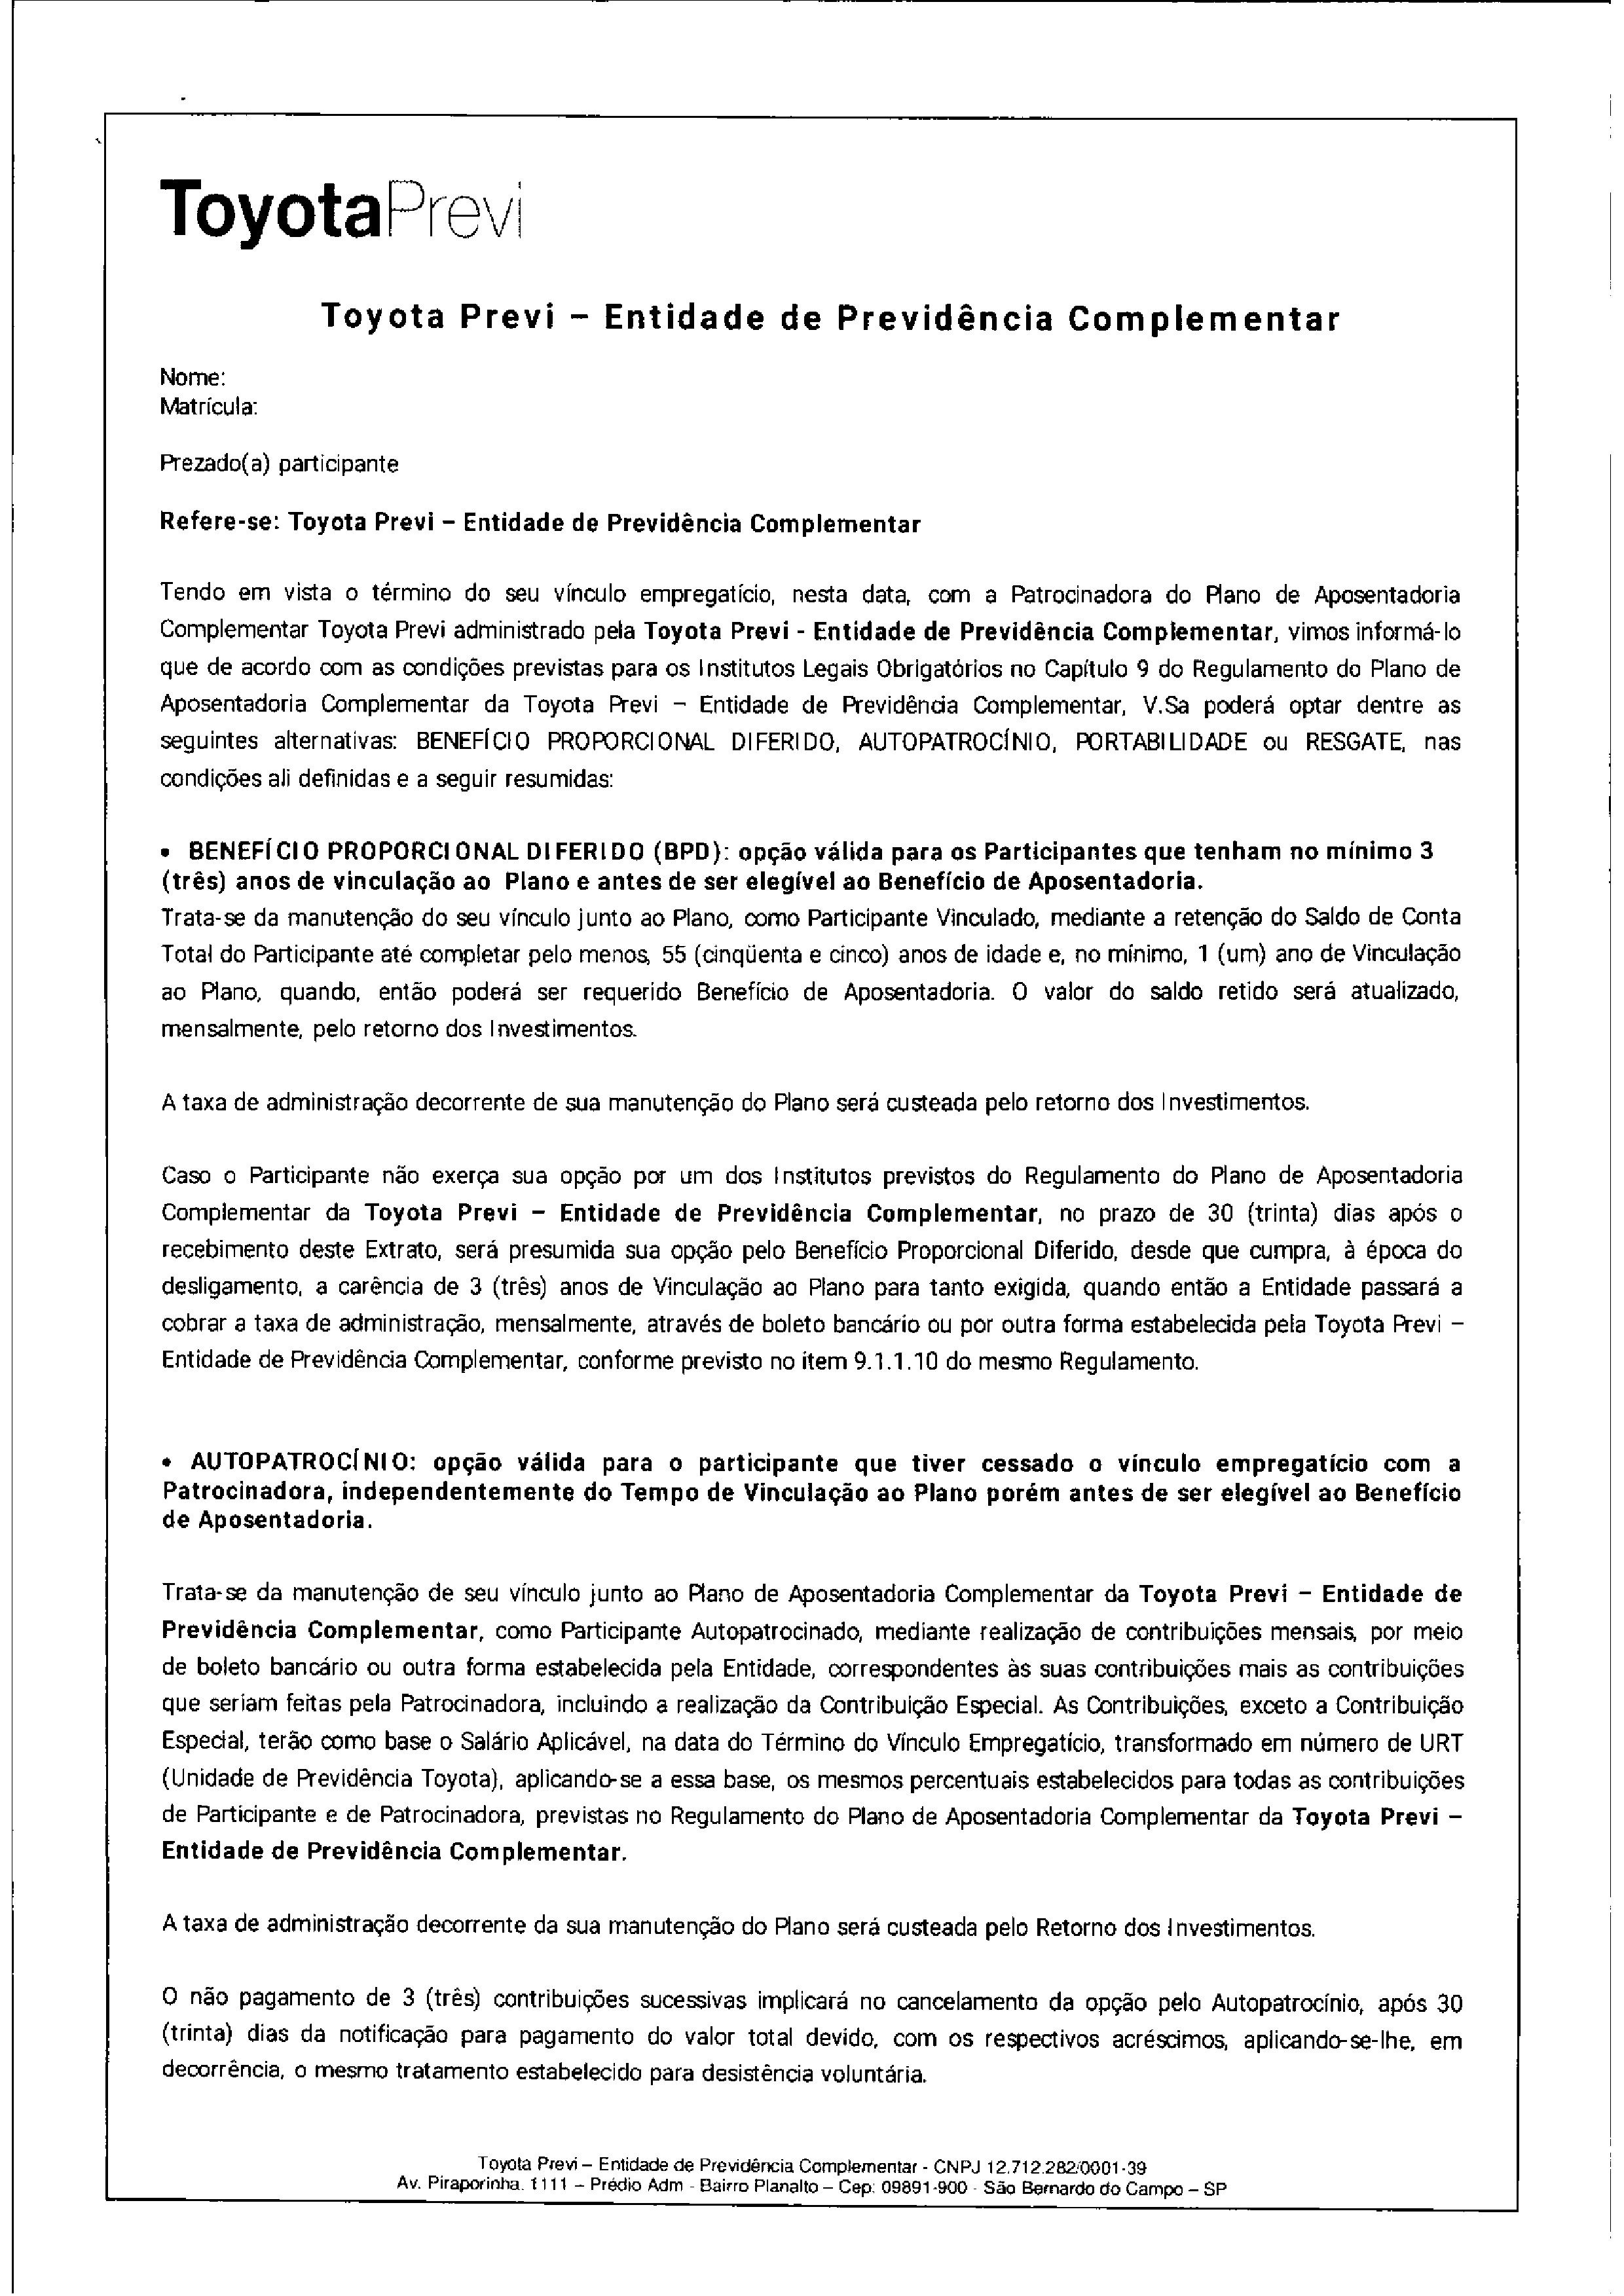 ToyotaPrevi
Toyota Previ – Entidade de Previdência Complementar
Nome:
Matrícula:
Prezado(a) participante
Refere-se: Toyota Previ – Entidade de Previdência Complementar
Tendo em vista o término do seu vínculo empregatício, nesta data, com a Patrocinadora do Plano de Aposentadoria
Complementar Toyota Previ administrado pela Toyota Previ - Entidade de Previdência Complementar, vimos informá-lo
que de acordo com as condições previstas para os Institutos Legais Obrigatórios no Capítulo 9 do Regulamento do Plano de
Aposentadoria Complementar da Toyota Previ – Entidade de Previdência Complementar, V.Sa poderá optar dentre as
seguintes alternativas: BENEFÍCIO PROPORCIONAL DIFERIDO, AUTOPATROCÍNIO, PORTABILIDADE ou RESGATE, nas
condições ali definidas e a seguir resumidas:
• BENEFÍCIO PROPORCIONAL DIFERIDO (BPD): opção válida para os Participantes que tenham no mínimo 3
(três) anos de vinculação ao Plano e antes de ser elegível ao Benefício de Aposentadoria.
Trata-se da manutenção do seu vínculo junto ao Plano, como Participante Vinculado, mediante a retenção do Saldo de Conta
Total do Participante até completar pelo menos, 55 (cinqüenta e cinco) anos de idade e, no mínimo, 1 (um) ano de Vinculação
ao Plano, quando, então poderá ser requerido Benefício de Aposentadoria. O valor do saldo retido será atualizado,
mensalmente, pelo retorno dos Investimentos.
A taxa de administração decorrente de sua manutenção do Plano será custeada pelo retorno dos Investimentos.
Caso o Participante não exerça sua opção por um dos Institutos previstos do Regulamento do Plano de Aposentadoria
Complementar da Toyota Previ – Entidade de Previdência Complementar, no prazo de 30 (trinta) dias após o
recebimento deste Extrato, será presumida sua opção pelo Benefício Proporcional Diferido, desde que cumpra, à época do
desligamento, a carência de 3 (três) anos de Vinculação ao Plano para tanto exigida, quando então a Entidade passará a
cobrar a taxa de administração, mensalmente, através de boleto bancário ou por outra forma estabelecida pela Toyota Previ –
Entidade de Previdência Complementar, conforme previsto no item 9.1.1.10 do mesmo Regulamento.
• AUTOPATROCÍNIO: opção válida para o participante que tiver cessado o vínculo empregatício com a
Patrocinadora, independentemente do Tempo de Vinculação ao Plano porém antes de ser elegível ao Benefício
de Aposentadoria.
Trata-se da manutenção de seu vínculo junto ao Plano de Aposentadoria Complementar da Toyota Previ – Entidade de
Previdência Complementar, como Participante Autopatrocinado, mediante realização de contribuições mensais, por meio
de boleto bancário ou outra forma estabelecida pela Entidade, correspondentes às suas contribuições mais as contribuições
que seriam feitas pela Patrocinadora, incluindo a realização da Contribuição Especial. As Contribuições, exceto a Contribuição
Especial, terão como base o Salário Aplicável, na data do Término do Vínculo Empregatício, transformado em número de URT
(Unidade de Previdência Toyota), aplicando-se a essa base, os mesmos percentuais estabelecidos para todas as contribuições
de Participante e de Patrocinadora, previstas no Regulamento do Plano de Aposentadoria Complementar da Toyota Previ –
Entidade de Previdência Complementar.
A taxa de administração decorrente da sua manutenção do Plano será custeada pelo Retorno dos Investimentos.
O não pagamento de 3 (três) contribuições sucessivas implicará no cancelamento da opção pelo Autopatrocínio, após 30
(trinta) dias da notificação para pagamento do valor total devido, com os respectivos acréscimos, aplicando-se-lhe, em
decorrência, o mesmo tratamento estabelecido para desistência voluntária.
Toyota Previ – Entidade de Previdência Complementar - CNPJ 12.712.282/0001-39
Av. Piraporinha. 1111 – Prédio Adm - Bairro Planalto – Cep: 09891-900 - São Bernardo do Campo – SP